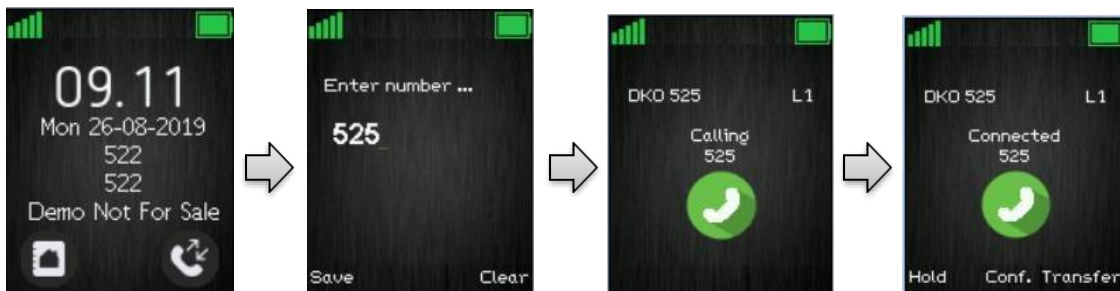 09.11
Mon 26-08-2019
522
522
Demo Not For Sale
Enter number ...
525_
Save Clear
DKO 525 L1
Calling
525
DKO 525 L1
Connected
525
Hold Conf. Transfer